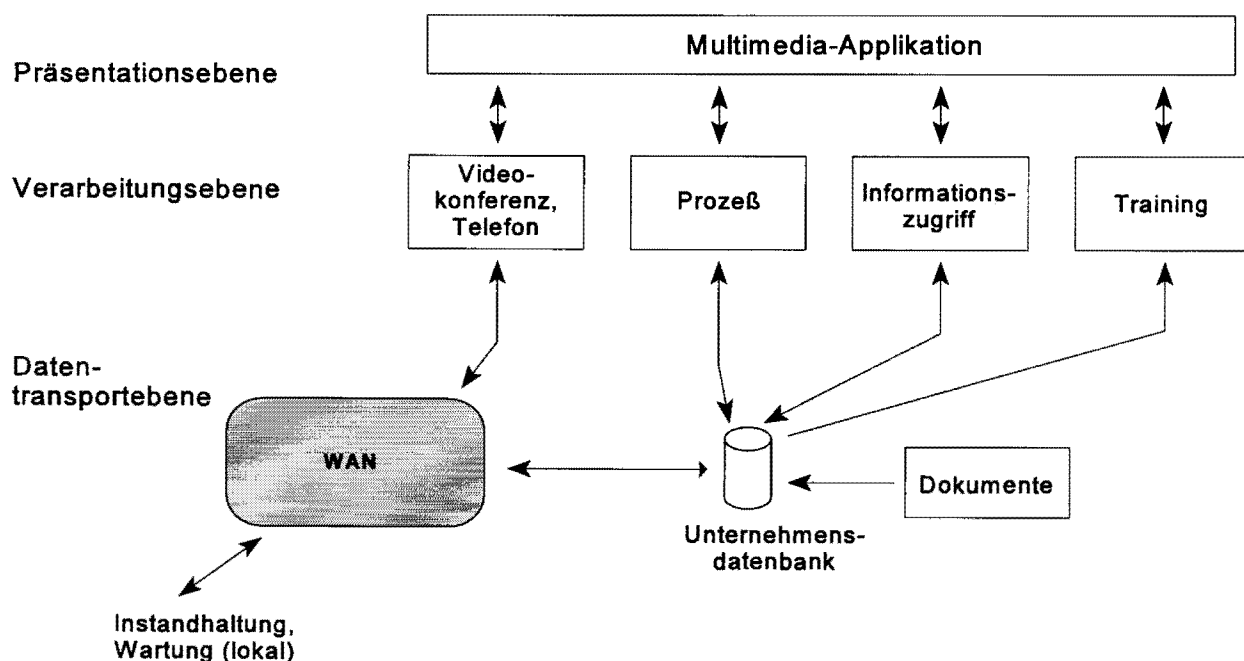 Multimedia-Applikation
Präsentationsebene
Verarbeitungsebene
Video-
konferenz,
Telefon
Prozeß
Informations-
zugriff
Training
Daten-
transportebene
WAN
Dokumente
Unternehmens-
datenbank
Instandhaltung,
Wartung (lokal)